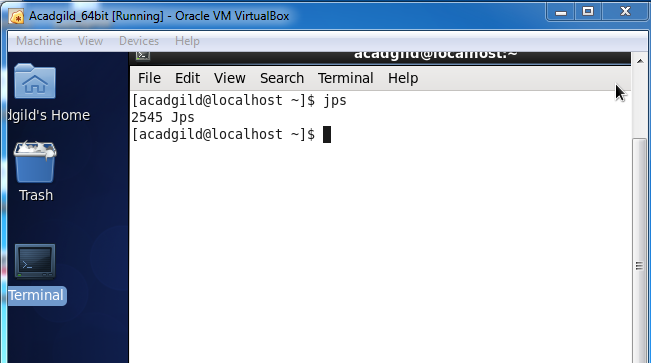 Acadgild_64bit [Running] - Oracle VM VirtualBox
Machine View Devices Help
acadgild@localhost:~
File Edit View Search Terminal Help
[acadgild@localhost ~]$ jps
2545 Jps
[acadgild@localhost ~]$
dgild's Home
Trash
Terminal